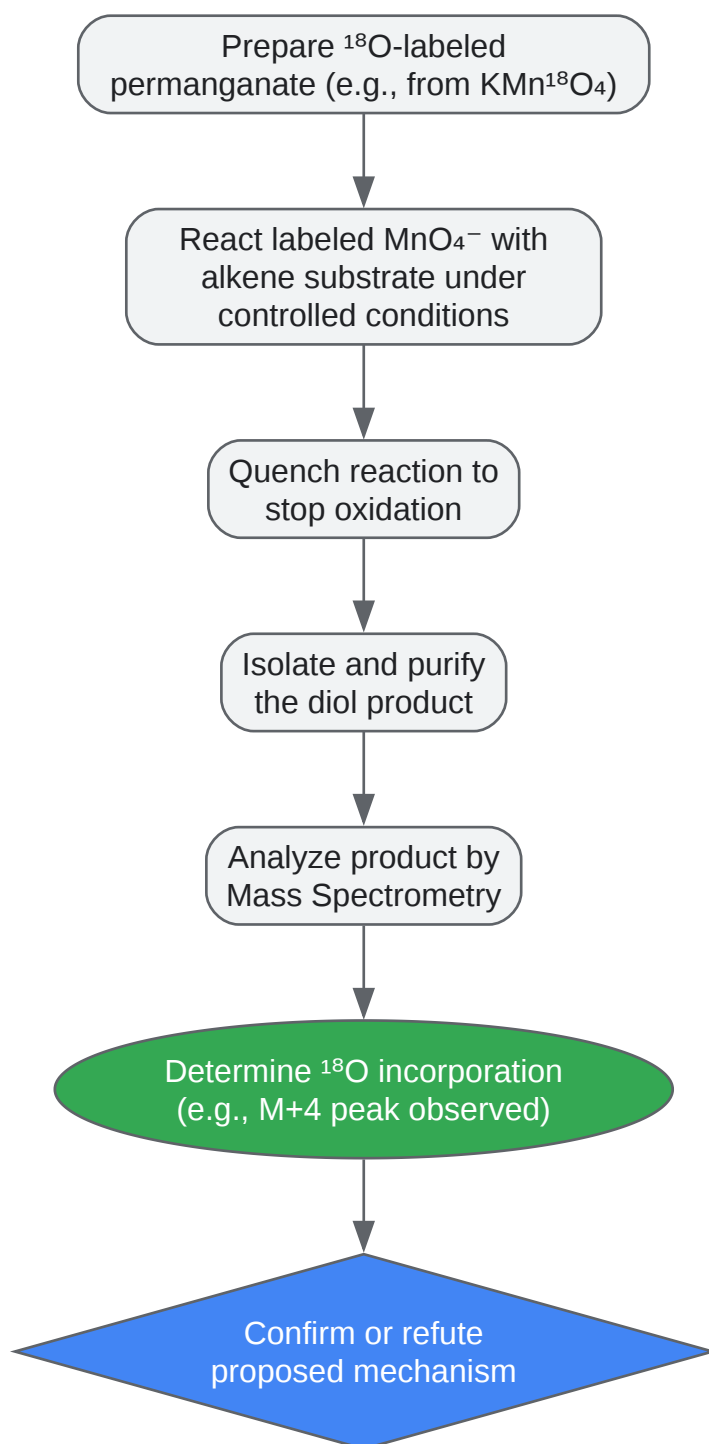 Prepare ¹⁸O-labeled
permanganate (e.g., from KMn¹⁸O₄)
React labeled MnO₄⁻ with
alkene substrate under
controlled conditions
Quench reaction to
stop oxidation
Isolate and purify
the diol product
Analyze product by
Mass Spectrometry
Determine ¹⁸O incorporation
(e.g., M+4 peak observed)
Confirm or refute
proposed mechanism